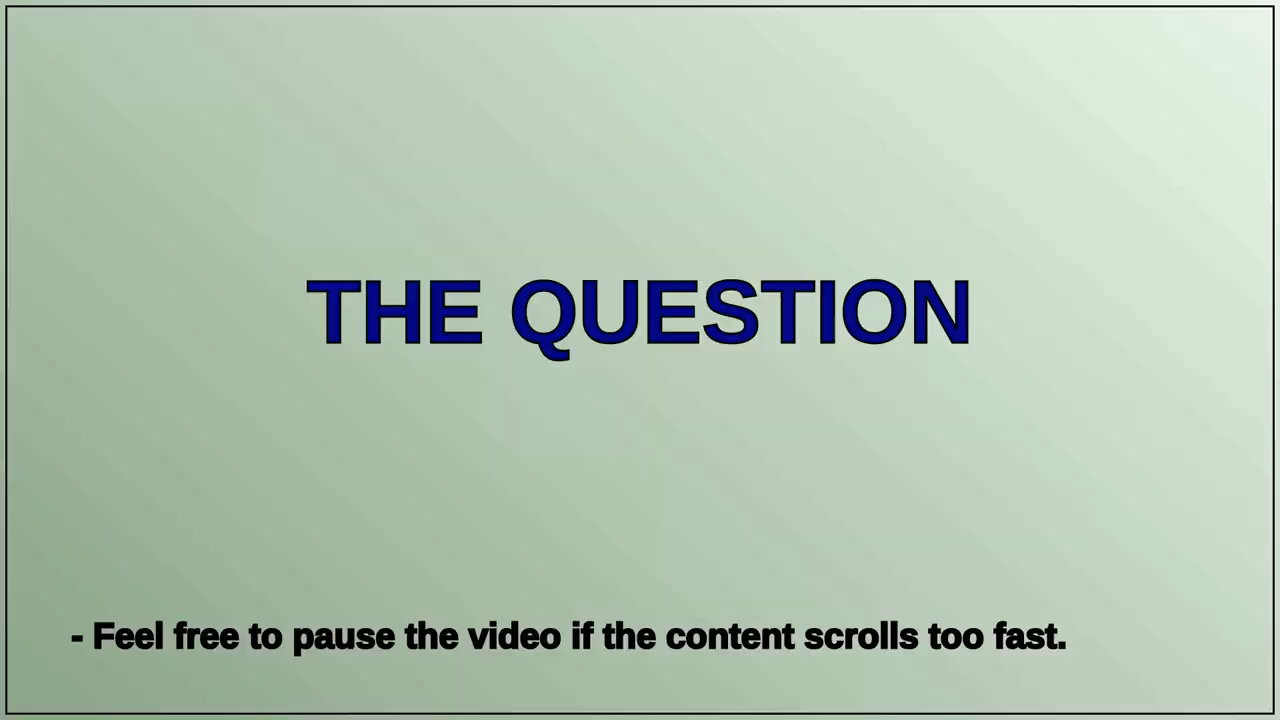 THE QUESTION
- Feel free to pause the video if the content scrolls too fast.